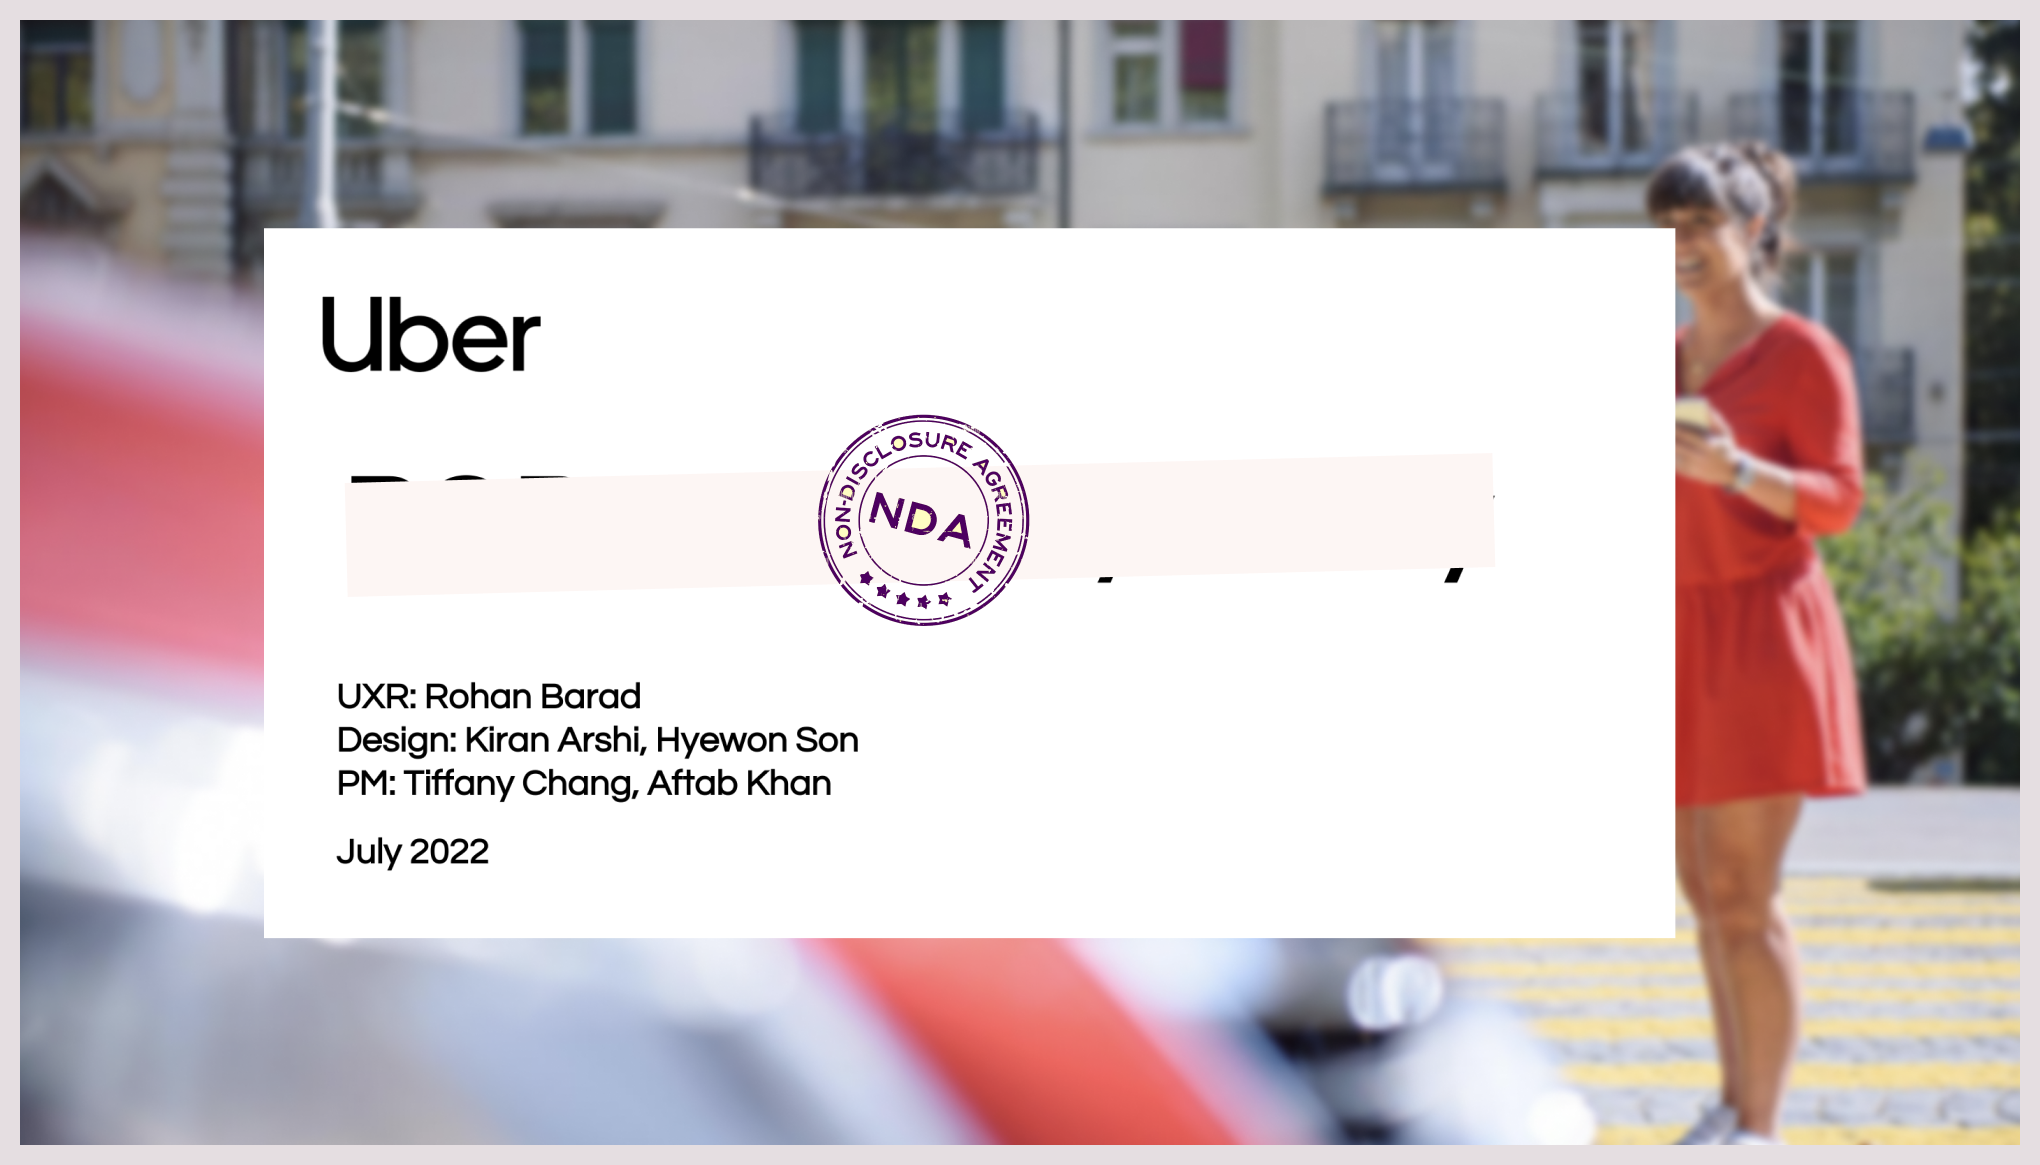 Uber
NON-DISCLOSURE AGREEMENT
NDA
UXR: Rohan Barad
Design: Kiran Arshi, Hyewon Son
PM: Tiffany Chang, Aftab Khan
July 2022